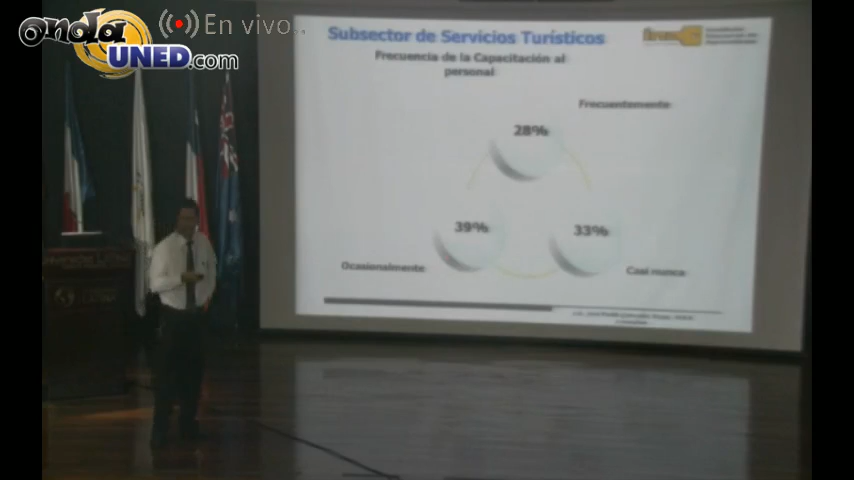 onda UNED.com
En vivo..
Subsector de Servicios Turísticos
Frecuencia de la Capacitación al
personal
Frecuentemente
28%
39%
33%
Ocasionalmente
Casi nunca